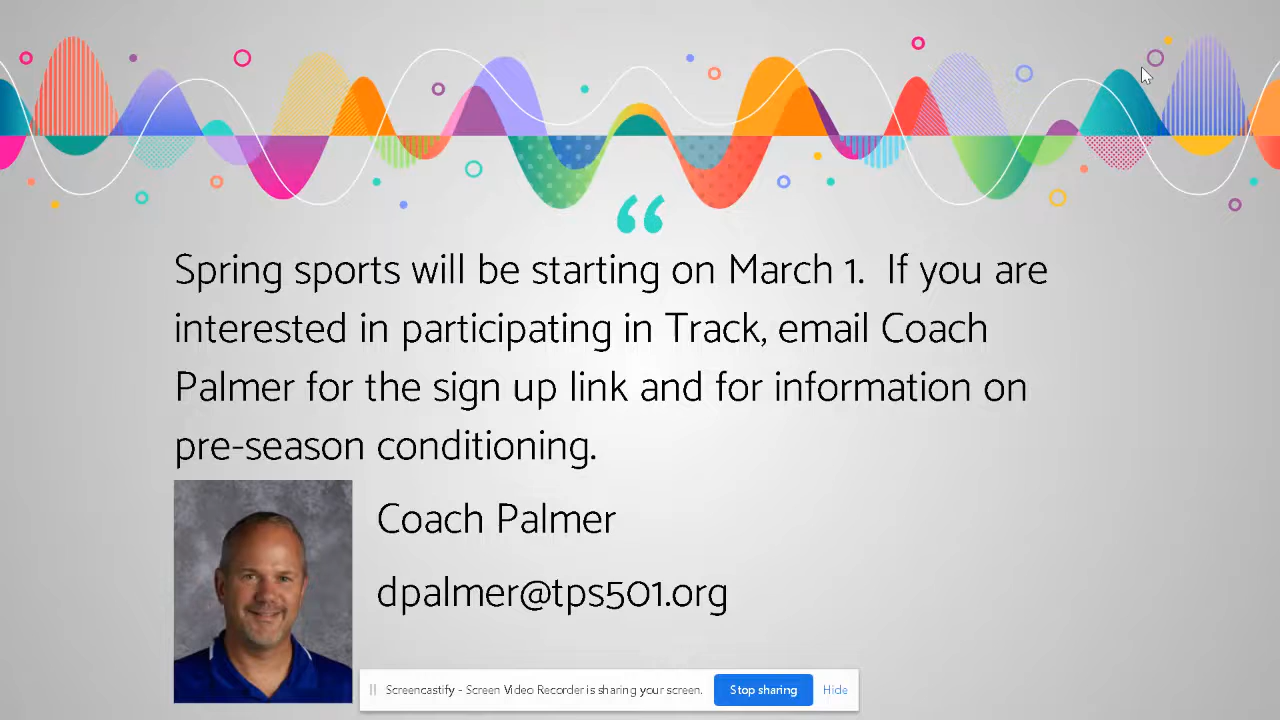 “
Spring sports will be starting on March 1. If you are
interested in participating in Track, email Coach
Palmer for the sign up link and for information on
pre-season conditioning.
Coach Palmer
dpalmer@tps501.org
Screencastify - Screen Video Recorder is sharing your screen. Stop sharing Hide